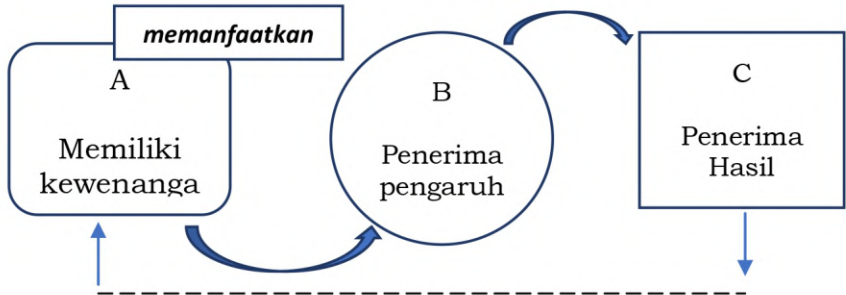 memanfaatkan
A
Memiliki
kewenanga
B
Penerima
pengaruh
C
Penerima
Hasil